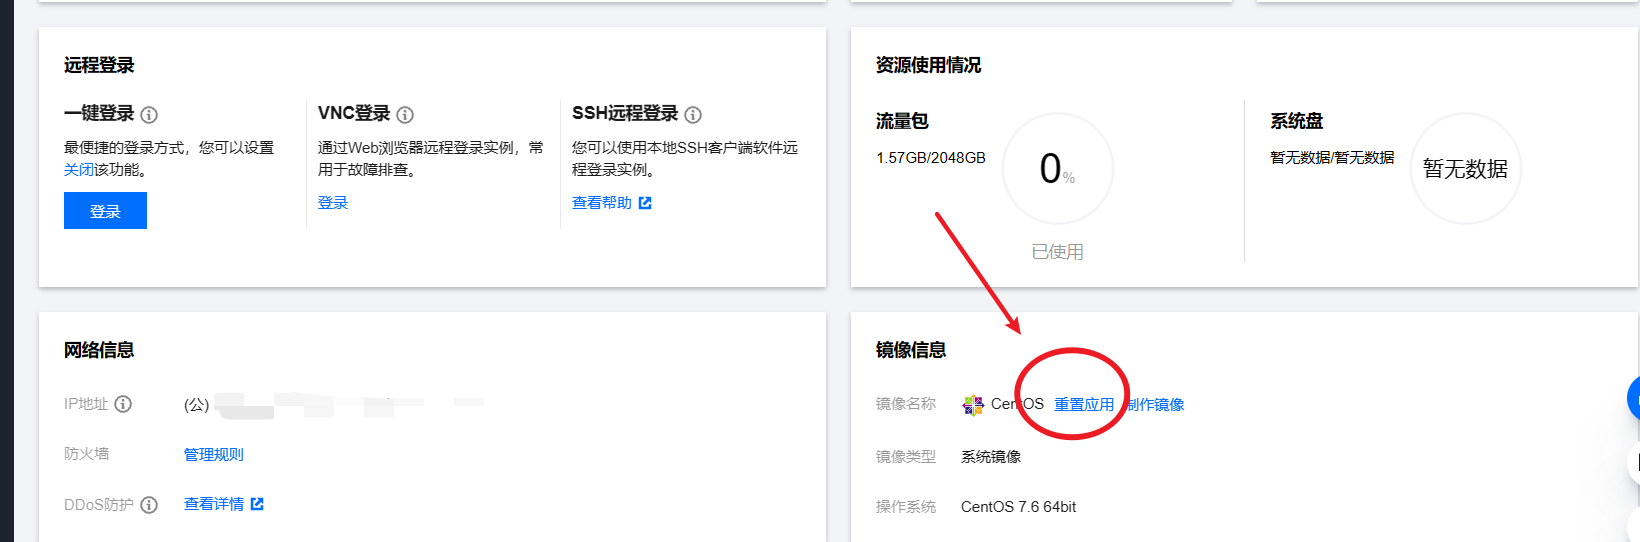 远程登录
一键登录
最便捷的登录方式，您可以设置
关闭该功能。
登录
VNC登录
通过Web浏览器远程登录实例，常
用于故障排查。
登录
SSH远程登录
您可以使用本地SSH客户端软件远
程登录实例。
查看帮助
资源使用情况
流量包
1.57GB/2048GB
0%
已使用
系统盘
暂无数据/暂无数据
暂无数据
网络信息
IP地址
(公)
防火墙
管理规则
DDoS防护
查看详情
镜像信息
镜像名称
CentOS 重置应用 制作镜像
镜像类型
系统镜像
操作系统
CentOS 7.6 64bit